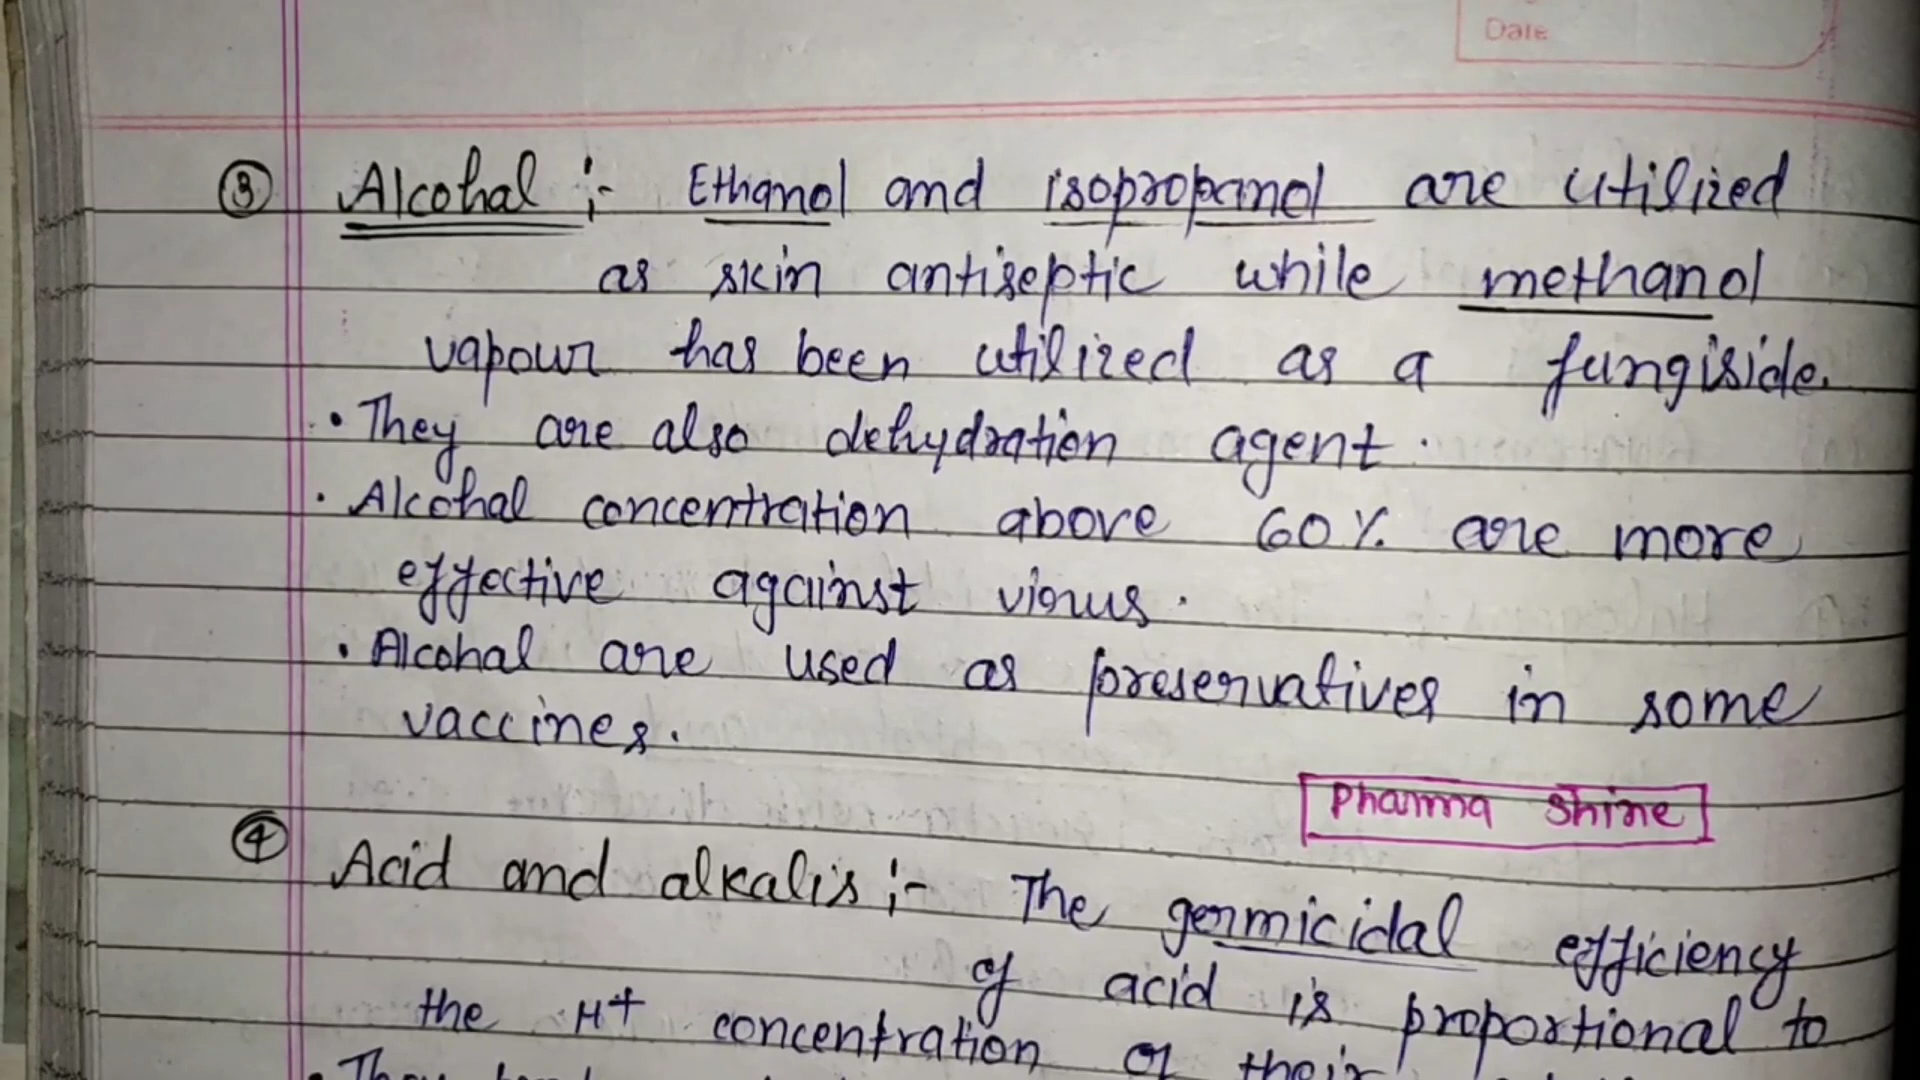 Date
③ Alcohal :- Ethanol and isopropanol are utilized
as skin antiseptic while methanol
vapour has been utilized as a fungiside.
• They are also dehydration agent.
• Alcohal concentration above 60% are more
effective against virus.
• Alcohal are used as preservatives in some
vaccines.
Pharma Shine
④ Acid and alkalis :- The germicidal efficiency
of acid is proportional to
the H+ concentration or their
• They